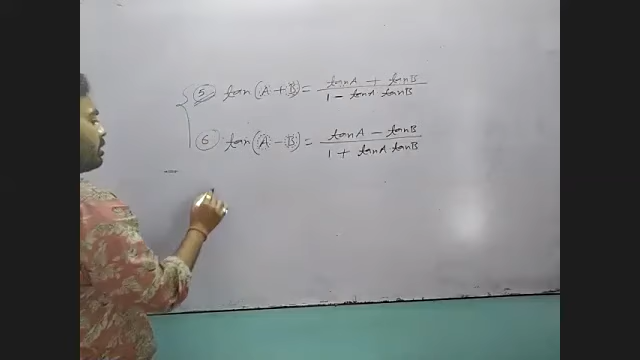 5 tan(A + B) = tanA + tanB / 1 - tanA tanB
6 tan(A - B) = tanA - tanB / 1 + tanA tanB